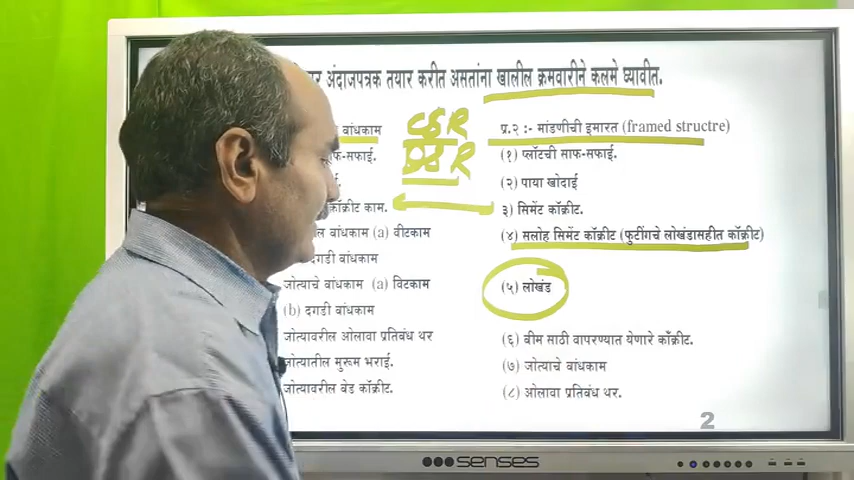 अंदाजपत्रक तयार करीत असतांना खालील क्रमवारीने कलमे घ्यावीत.
बांधकाम
साफ-सफाई.
कॉंक्रीट काम.
बांधकाम (a) वीटकाम
दगडी बांधकाम
जोत्याचे बांधकाम (a) विटकाम
(b) दगडी बांधकाम
जोत्यावरील ओलावा प्रतिबंध थर
जोत्यातील मुरूम भराई.
जोत्यावरील वेड कॉंक्रीट.
CSR
DSR
प्र.२ :- मांडणीची इमारत (framed structre)
(१) प्लॉटची साफ-सफाई.
(२) पाया खोदाई
३) सिमेंट कॉंक्रीट.
(४) सलोह सिमेंट कॉंक्रीट (फुटींगचे लोखंडासहीत कॉंक्रीट)
(५) लोखंड
(६) वीम साठी वापरण्यात येणारे कॉंक्रीट.
(७) जोत्याचे बांधकाम
(८) ओलावा प्रतिबंध थर.
2
senses